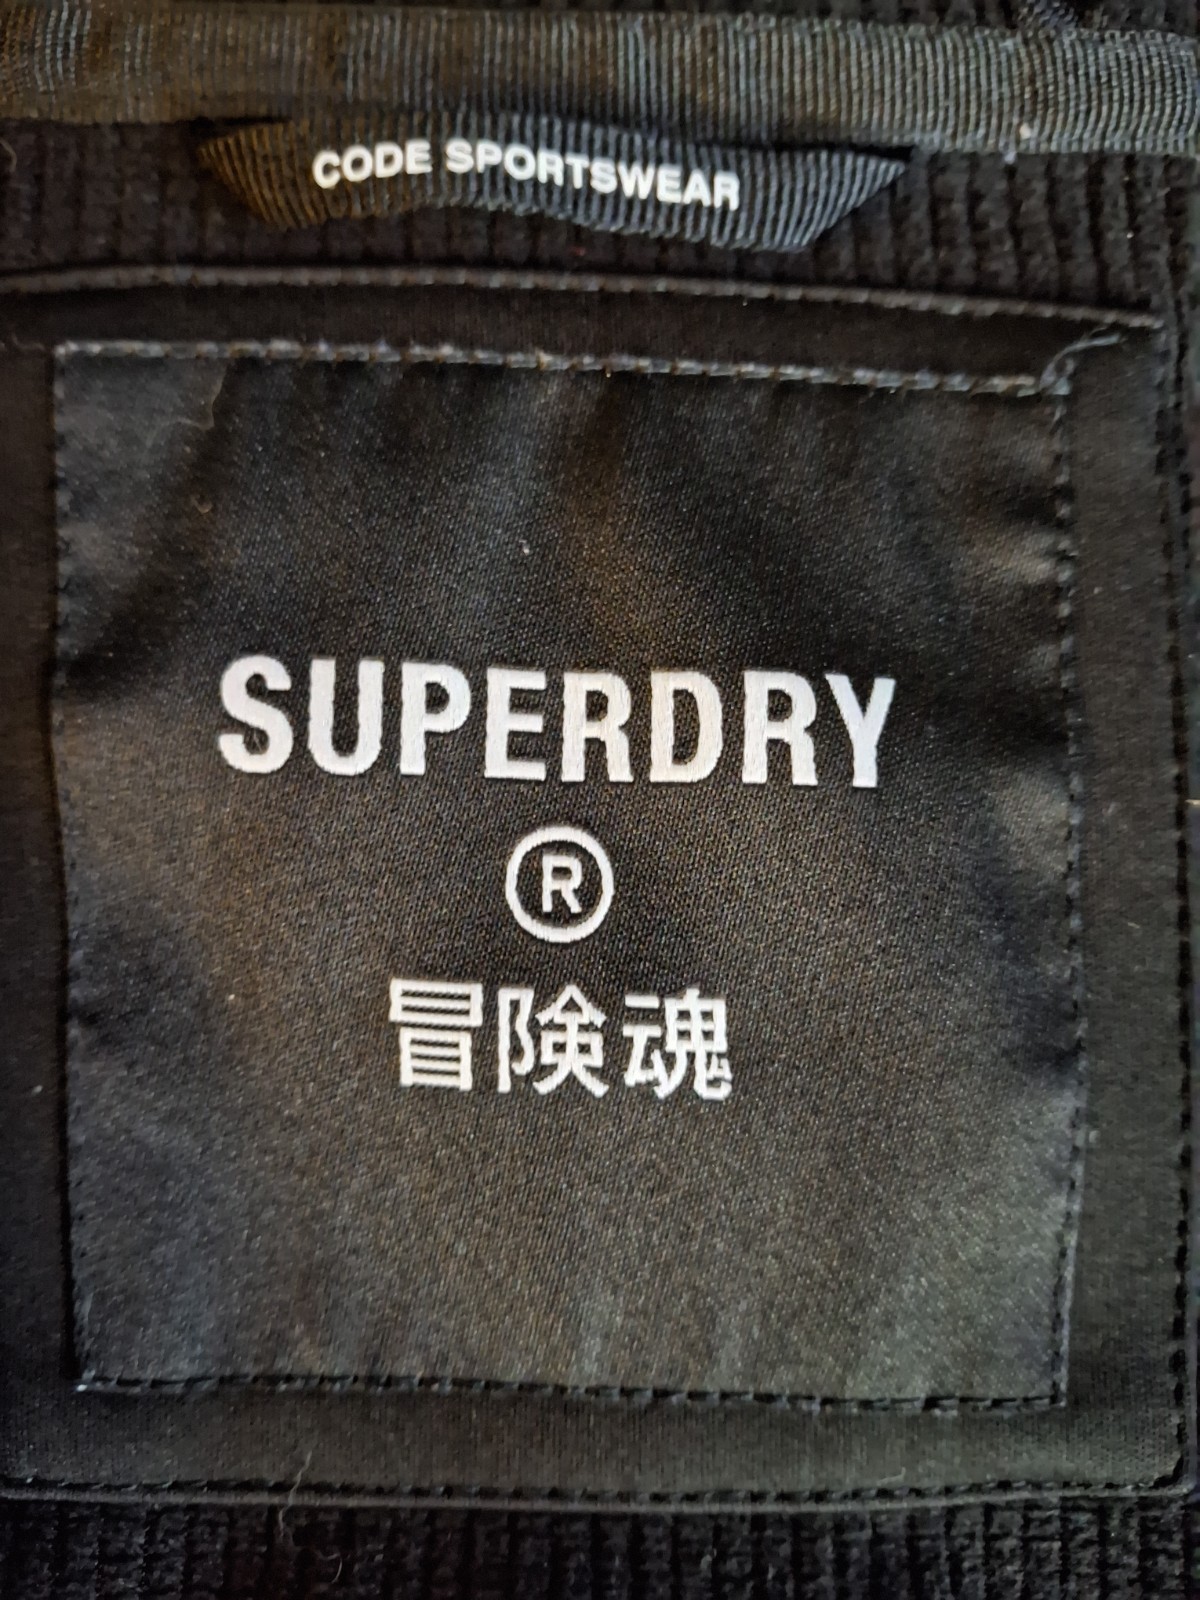 CODE SPORTSWEAR
SUPERDRY
®
冒険魂